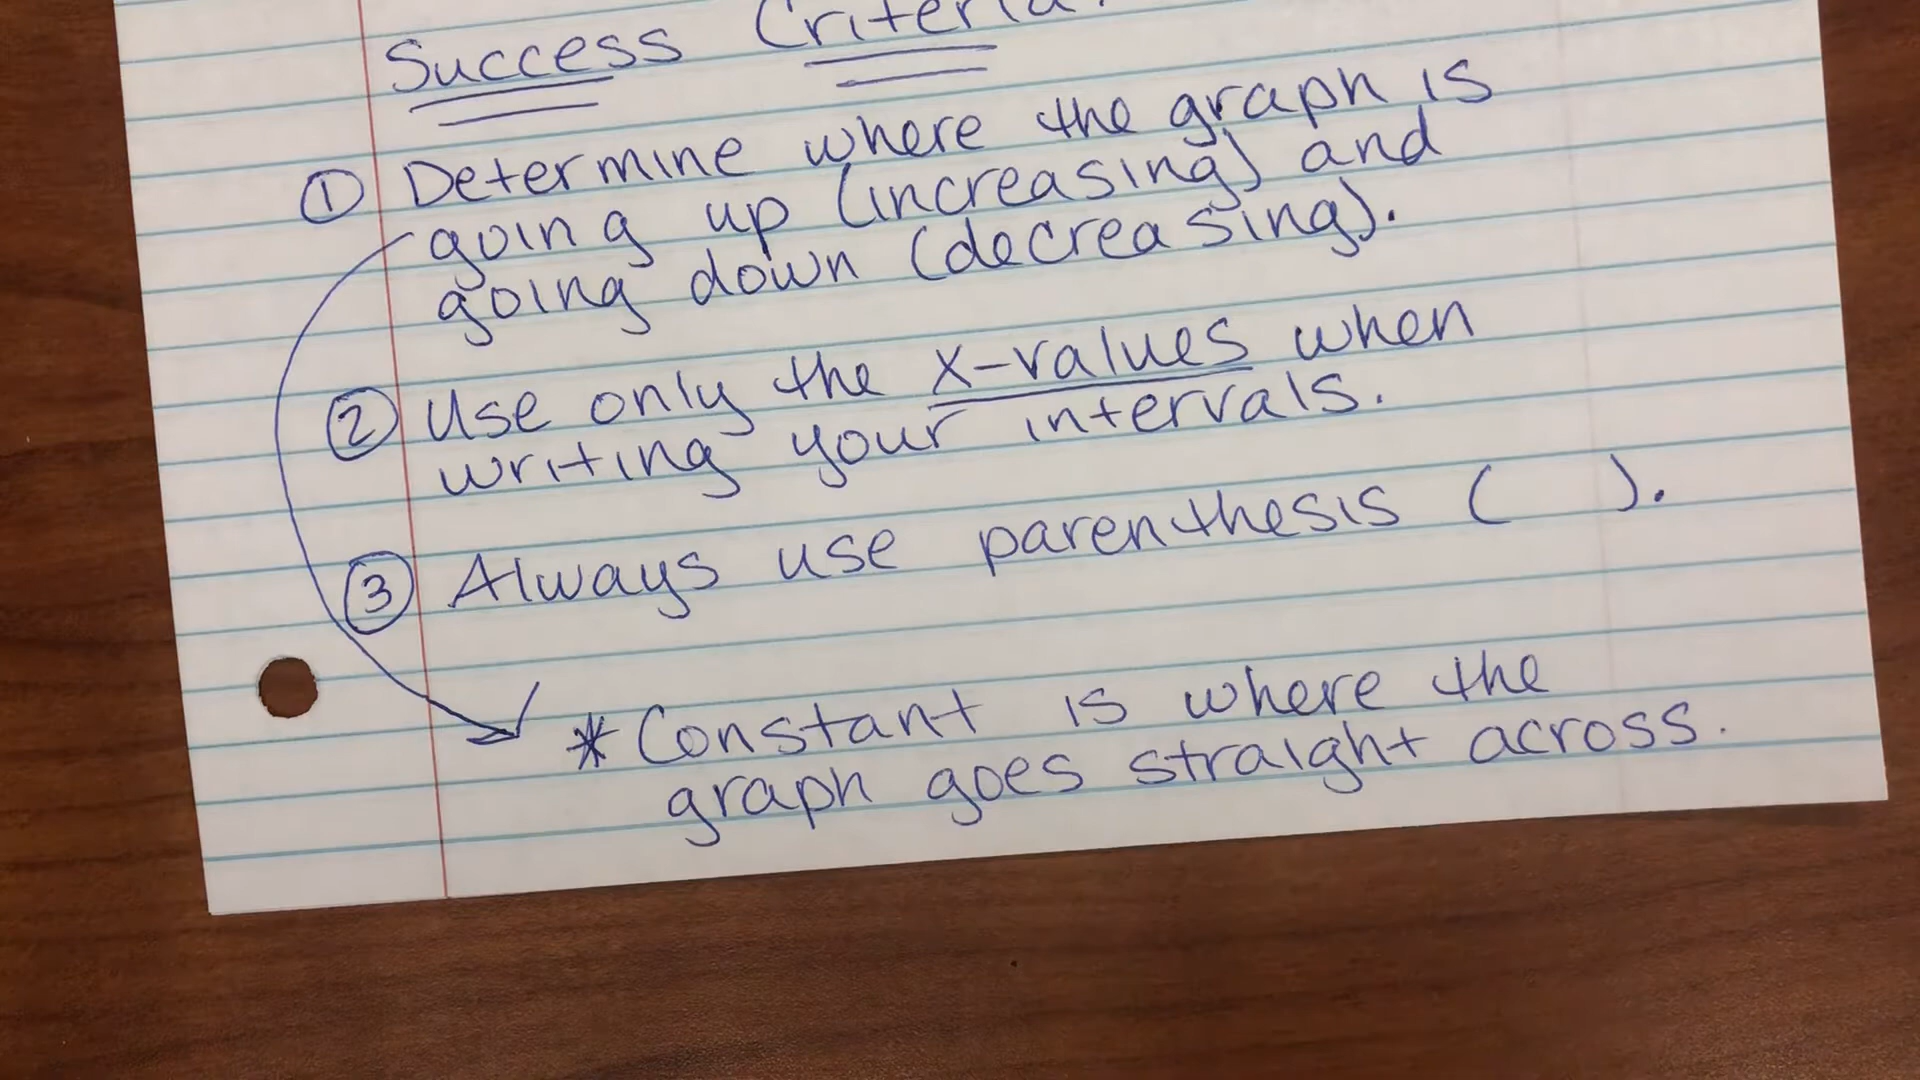 Success Criteria:
① Determine where the graph is
going up (increasing) and
going down (decreasing).
② Use only the x-values when
writing your intervals.
③ Always use parenthesis ( ).
* Constant is where the
graph goes straight across.